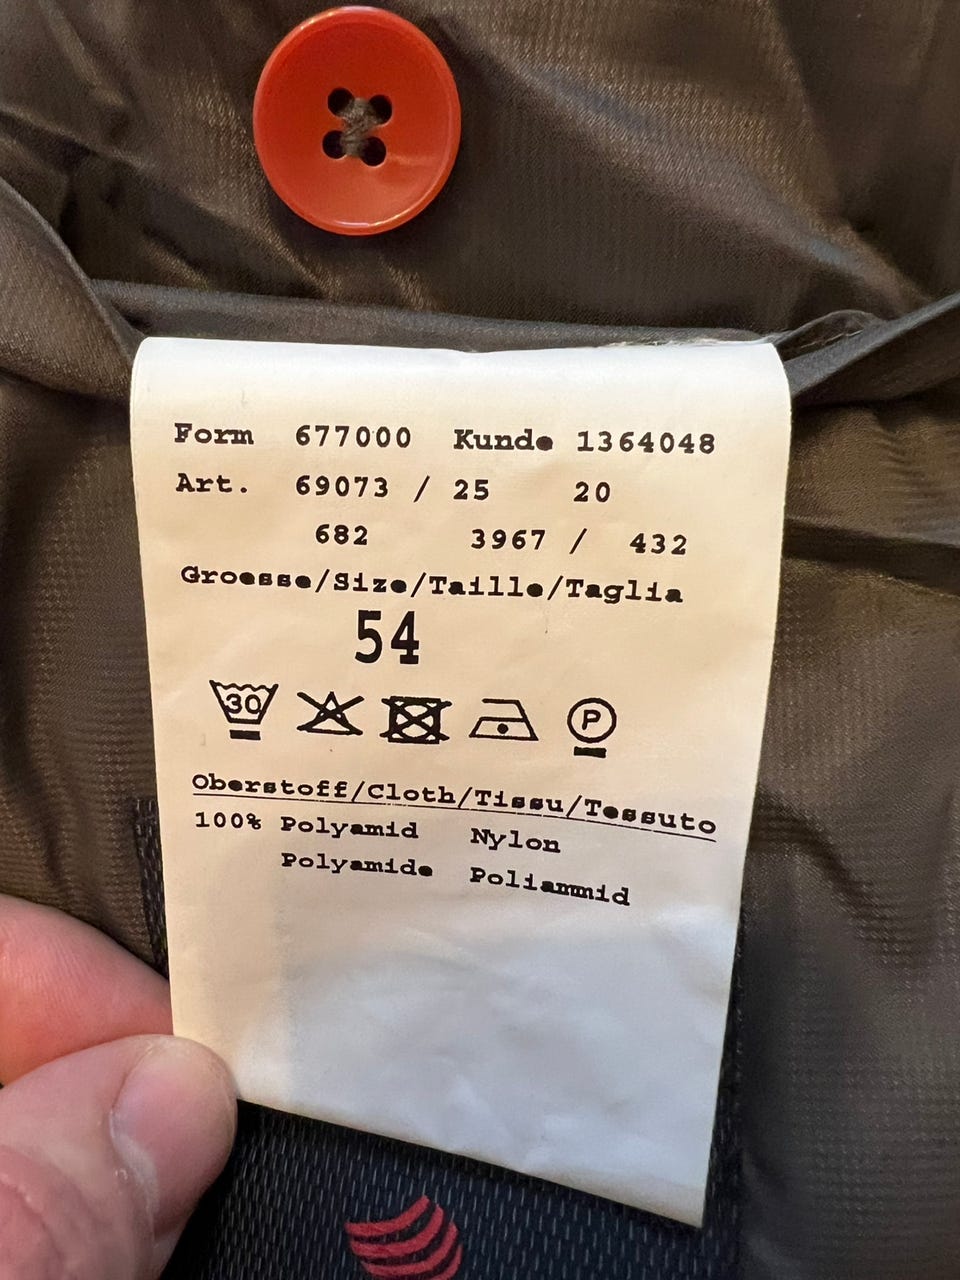 Form 677000 Kunde 1364048
Art. 69073 / 25 20
682 3967 / 432
Groesse/Size/Taille/Taglia
54
30 P
Oberstoff/Cloth/Tissu/Tessuto
100% Polyamid Nylon
Polyamide Poliammid